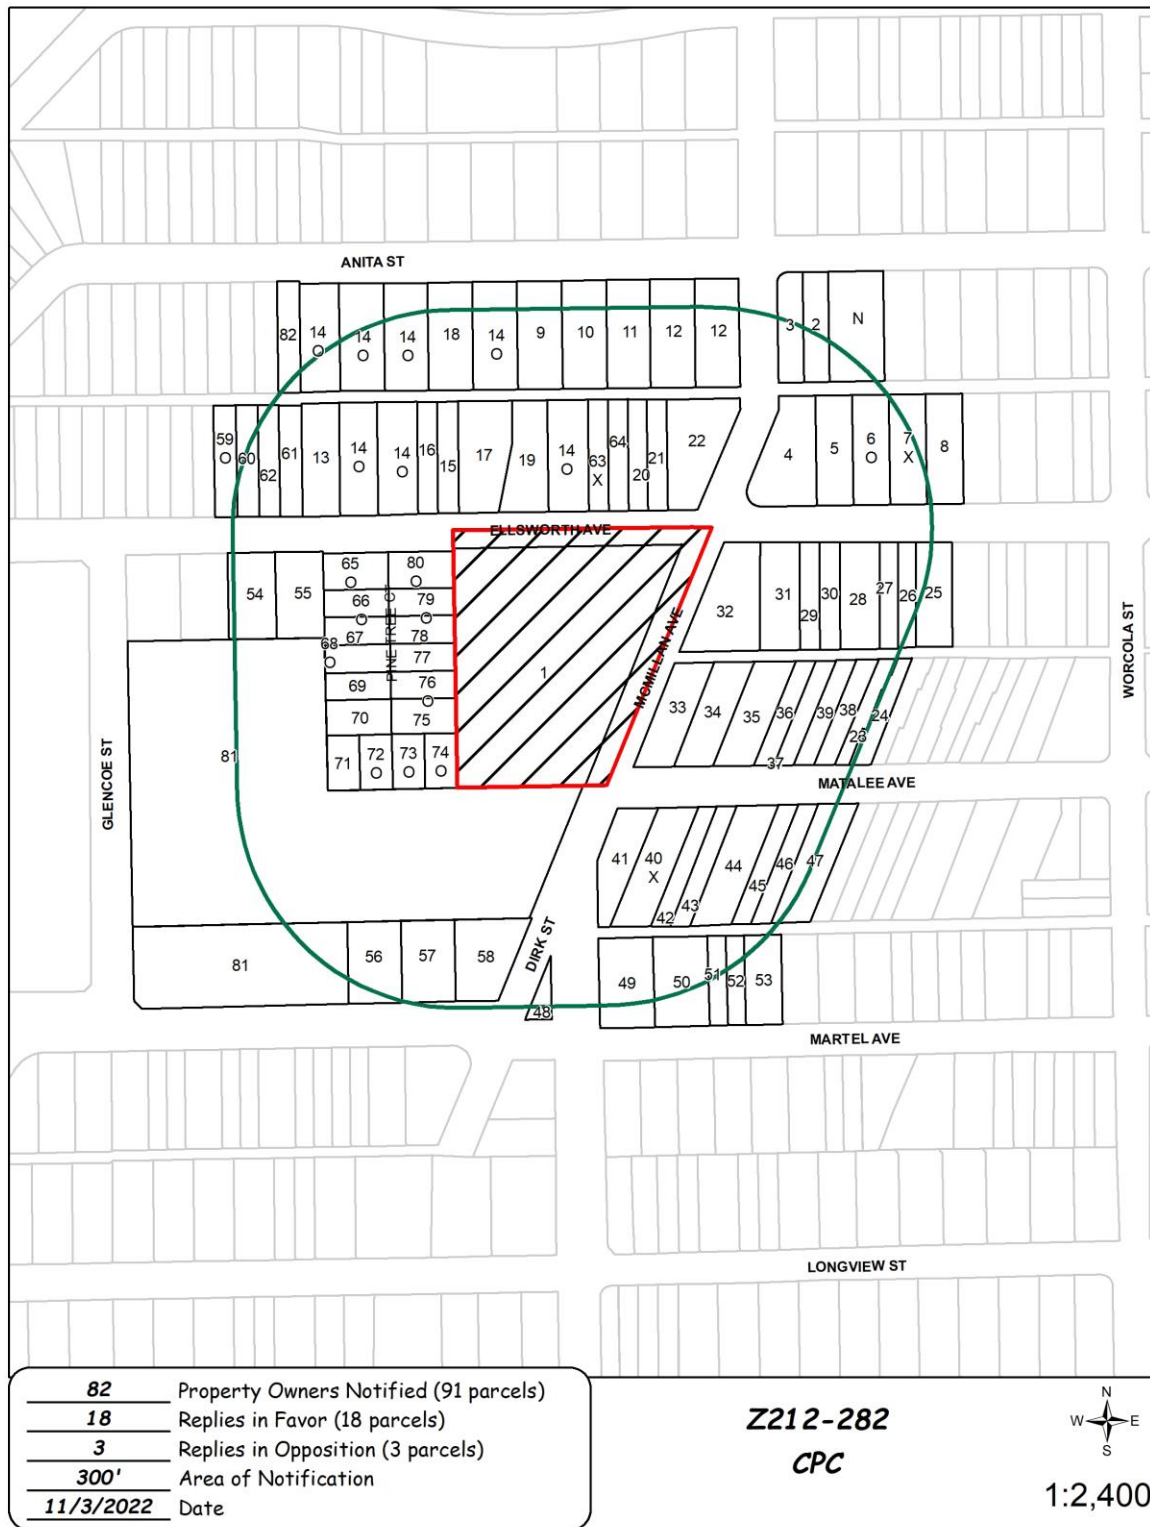 ANITA ST
82 14 14 14 18 14 9 10 11 12 12 3 2 N
O O O O
59 60 62 61 13 14 14 16 15 17 19 14 63 64 20 21 22 4 5 6 7 8
O O O O X O X
ELLSWORTH AVE
54 55 65 80
O O
66 79
O O
67 78
68
O
77
69 76
O
70 75
71 72 73 74
O O O
PINE TREE CT
1
MCMILLAN AVE
32 31 29 30 28 27 26 25
33 34 35 36 37 39 38 23 24
WORCOLA ST
GLENCOE ST
81
MATALEE AVE
41 40 42 43 44 45 46 47
X
DIRK ST
81 56 57 58
48
49 50 51 52 53
MARTEL AVE
LONGVIEW ST
82 Property Owners Notified (91 parcels)
18 Replies in Favor (18 parcels)
3 Replies in Opposition (3 parcels)
300' Area of Notification
11/3/2022 Date
Z212-282
CPC
N
W E
S
1:2,400